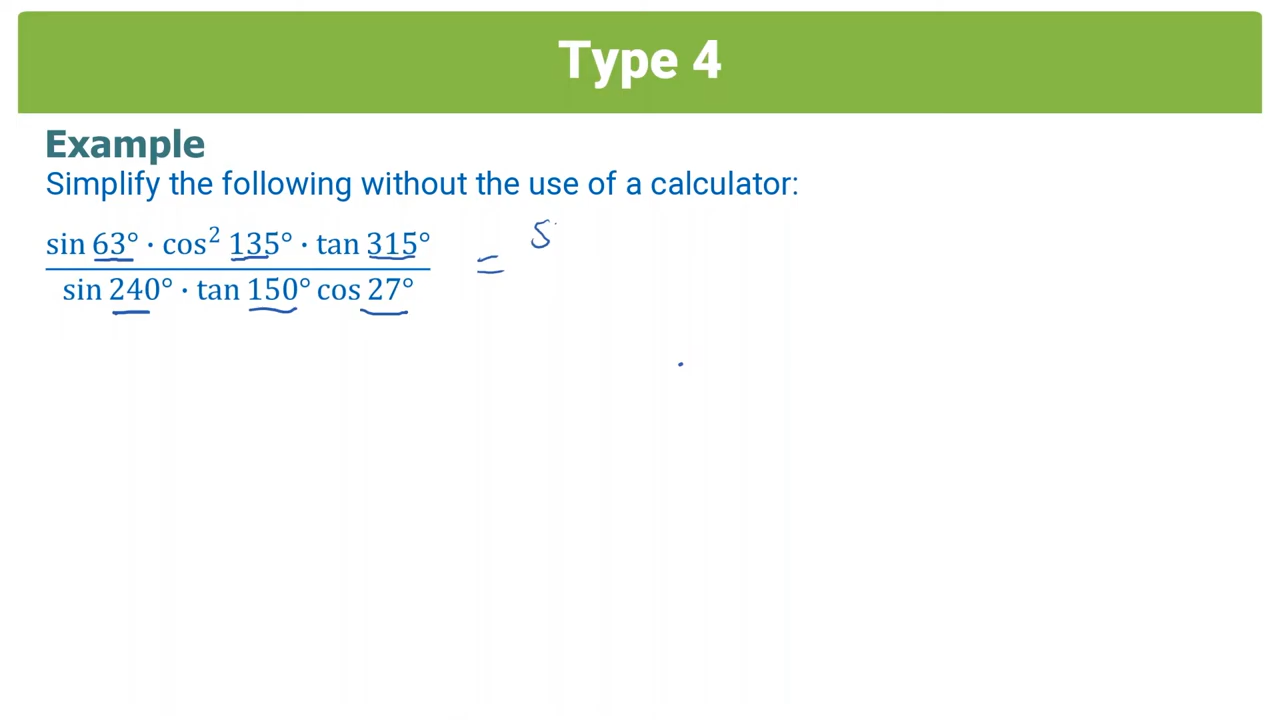 Type 4
Example
Simplify the following without the use of a calculator:
sin 63° · cos² 135° · tan 315°
= s
sin 240° · tan 150° cos 27°